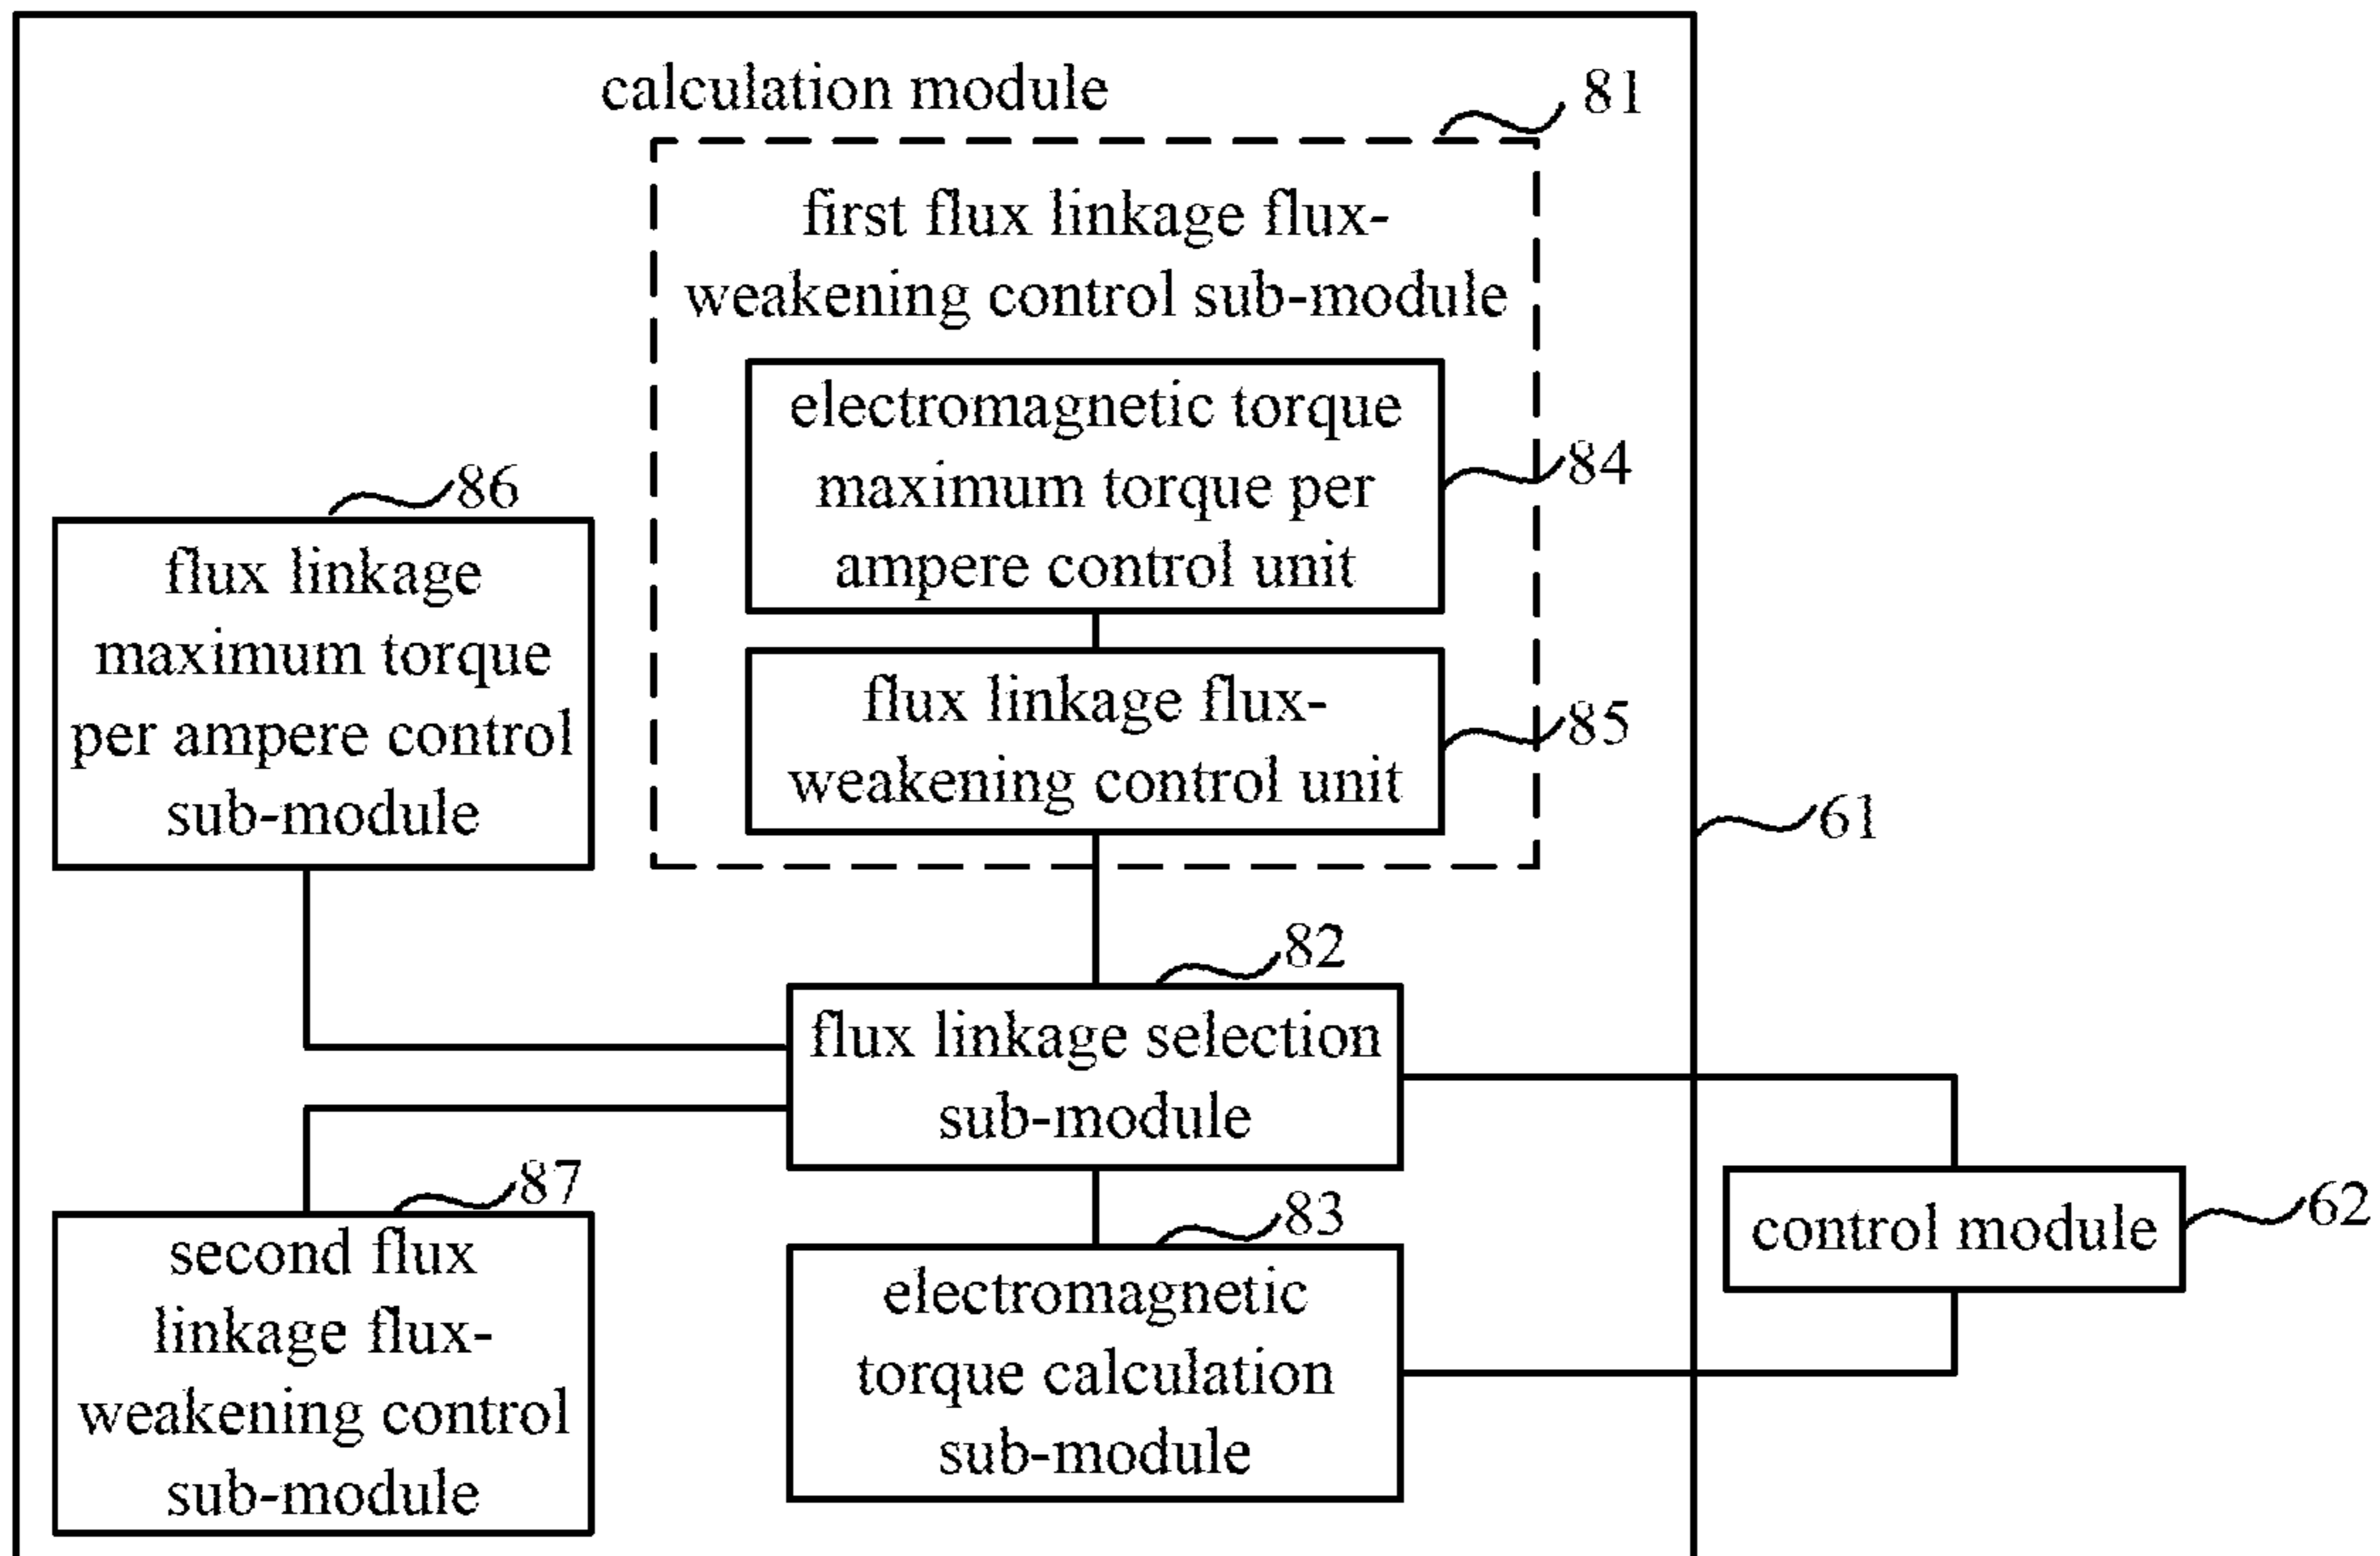 calculation module
81
first flux linkage flux-
weakening control sub-module
electromagnetic torque
maximum torque per
ampere control unit
84
86
flux linkage
maximum torque
per ampere control
sub-module
flux linkage flux-
weakening control unit
85
61
82
flux linkage selection
sub-module
87
second flux
linkage flux-
weakening control
sub-module
83
electromagnetic
torque calculation
sub-module
control module
62